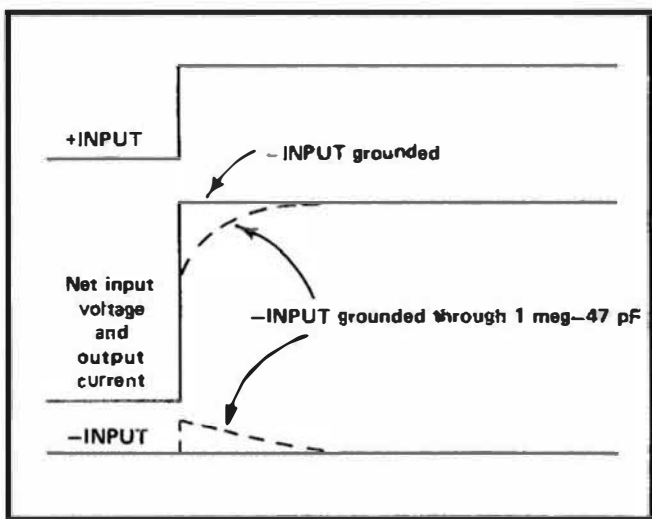 +INPUT
–INPUT grounded
Net input
voltage
and
output
current
–INPUT grounded through 1 meg–47 pF
–INPUT